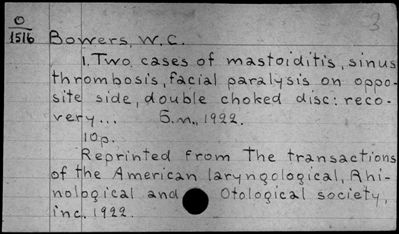 O
1516
3
Bowers, W.C.
1. Two cases of mastoiditis, sinus
thrombosis, facial paralysis on oppo-
site side, double choked disc: reco-
very... S.n., 1922.
10p.
Reprinted from The transactions
of the American laryngological, Rhi-
nological and Otological society,
inc. 1922.